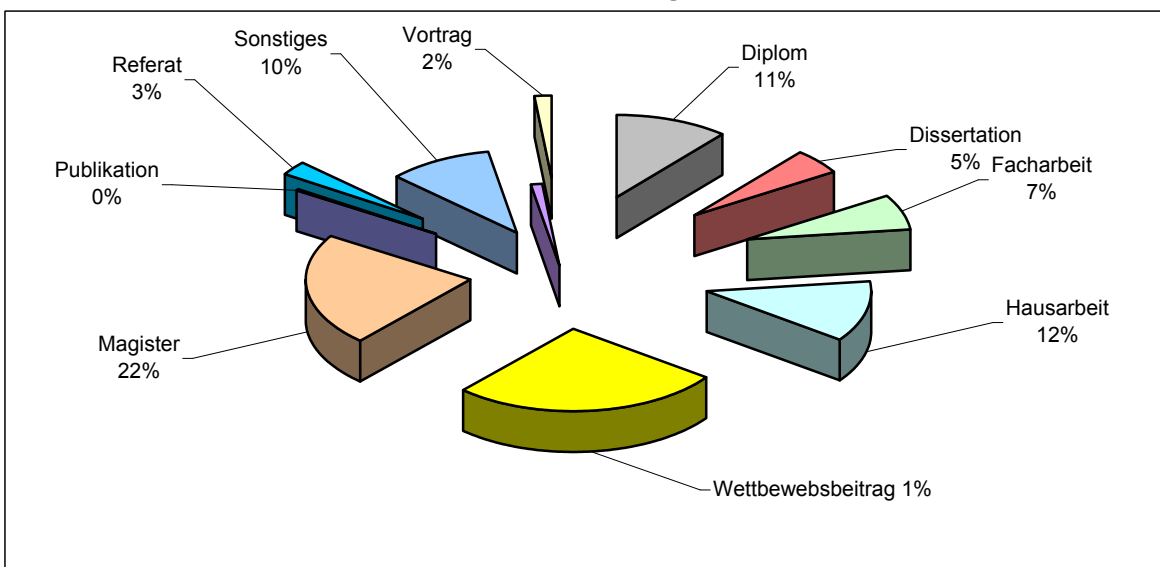 Vortrag
2%
Sonstiges
10%
Referat
3%
Publikation
0%
Magister
22%
Diplom
11%
Dissertation
5%
Facharbeit
7%
Hausarbeit
12%
Wettbewebsbeitrag 1%